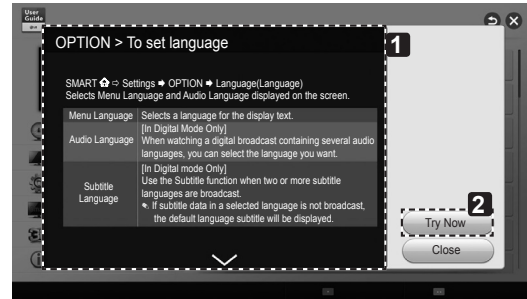 User
Guide
OPTION > To set language
1
SMART ⇨ Settings ➡ OPTION ➡ Language(Language)
Selects Menu Language and Audio Language displayed on the screen.
Menu Language Selects a language for the display text.
Audio Language [In Digital Mode Only]
When watching a digital broadcast containing several audio
languages, you can select the language you want.
Subtitle
Language
[In Digital mode Only]
Use the Subtitle function when two or more subtitle
languages are broadcast.
If subtitle data in a selected language is not broadcast,
the default language subtitle will be displayed.
2
Try Now
Close